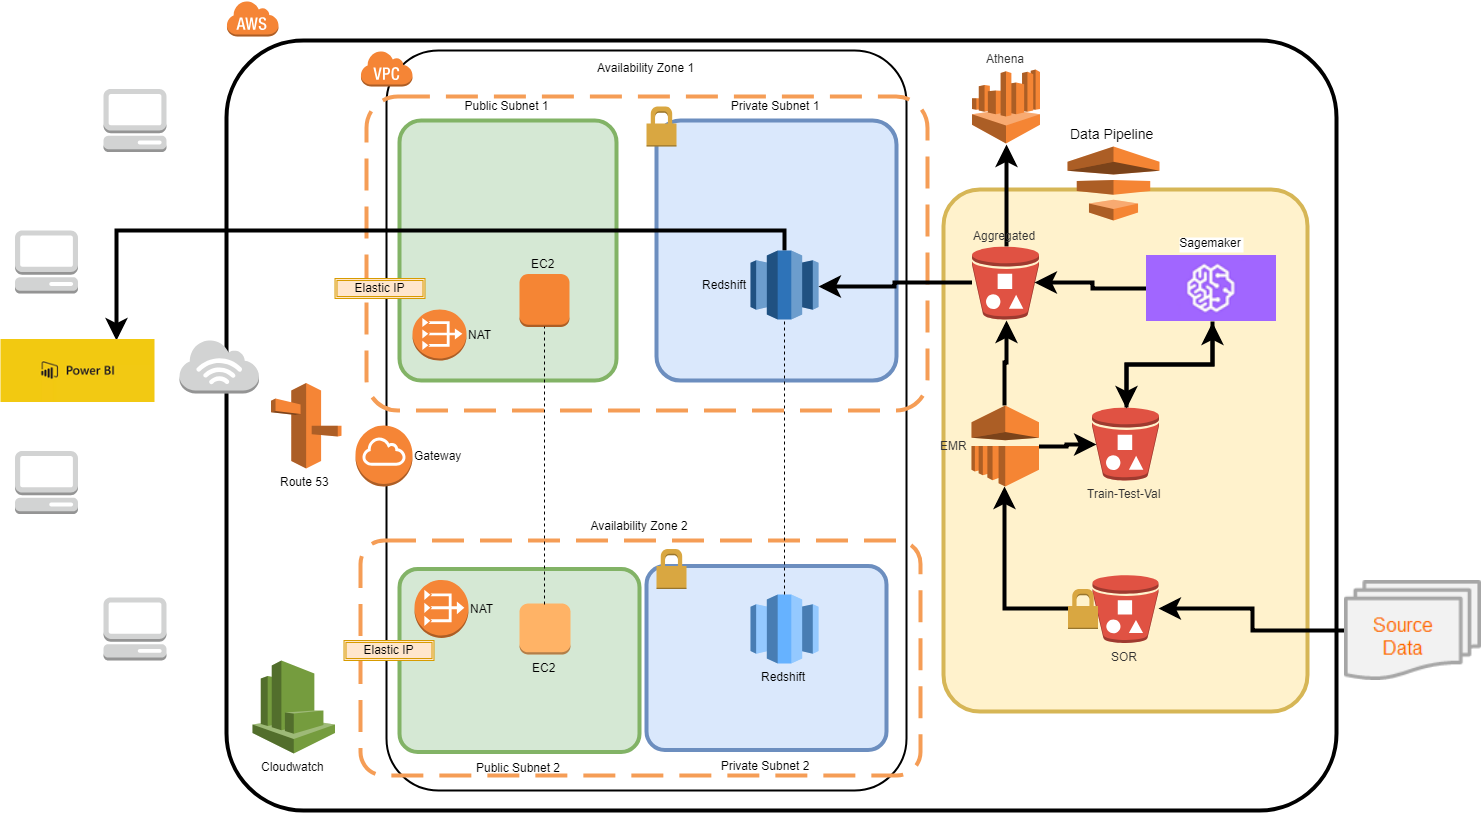 AWS
VPC
Availability Zone 1
Public Subnet 1
Private Subnet 1
Athena
Data Pipeline
Aggregated
Sagemaker
EC2
Redshift
Elastic IP
NAT
Power BI
Route 53
Gateway
EMR
Train-Test-Val
Availability Zone 2
NAT
Elastic IP
EC2
Redshift
SOR
Source
Data
Cloudwatch
Public Subnet 2
Private Subnet 2